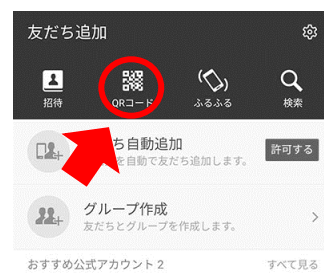 友だち追加
招待 QRコード ふるふる 検索
ち自動追加
を自動で友だち追加します。
許可する
グループ作成
友だちとグループを作成します。
おすすめ公式アカウント 2 すべて見る